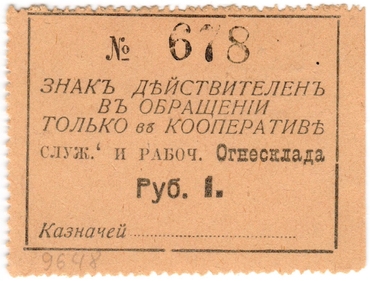 № 678
ЗНАКЪ ДѢЙСТВИТЕЛЕНЪ
ВЪ ОБРАЩЕНІИ
ТОЛЬКО въ КООПЕРАТИВѢ
СЛУЖ.' И РАБОЧ. Огнесклада
Руб. 1.
Казначей
9648